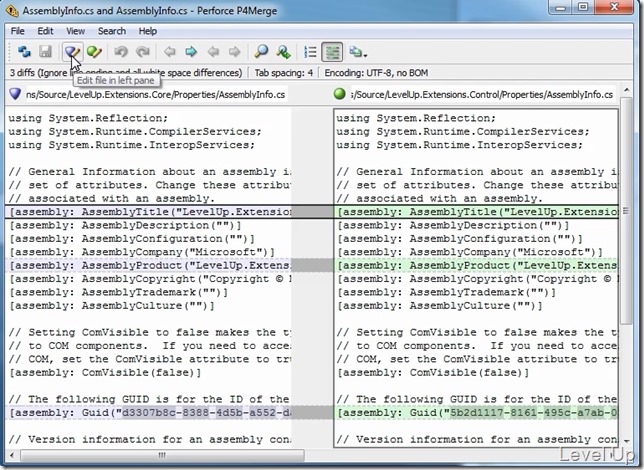 AssemblyInfo.cs and AssemblyInfo.cs - Perforce P4Merge
File Edit View Search Help
Edit file in left pane
3 diffs (Ignore line ending and all white space differences) Tab spacing: 4 Encoding: UTF-8, no BOM
ns/Source/LevelUp.Extensions.Core/Properties/AssemblyInfo.cs
s/Source/LevelUp.Extensions.Control/Properties/AssemblyInfo.cs
using System.Reflection;
using System.Runtime.CompilerServices;
using System.Runtime.InteropServices;
// General Information about an assembly i
// set of attributes. Change these attribu
// associated with an assembly.
[assembly: AssemblyTitle("LevelUp.Extension
[assembly: AssemblyDescription("")]
[assembly: AssemblyConfiguration("")]
[assembly: AssemblyCompany("Microsoft")]
[assembly: AssemblyProduct("LevelUp.Extens
[assembly: AssemblyCopyright("Copyright ©
[assembly: AssemblyTrademark("")]
[assembly: AssemblyCulture("")]
// Setting ComVisible to false makes the t
// to COM components.  If you need to acce
// COM, set the ComVisible attribute to tr
[assembly: ComVisible(false)]
// The following GUID is for the ID of the
[assembly: Guid("d3307b8c-8388-4d5b-a552-d
// Version information for an assembly con
using System.Reflection;
using System.Runtime.CompilerServices;
using System.Runtime.InteropServices;
// General Information about an assembly is
// set of attributes. Change these attribut
// associated with an assembly.
[assembly: AssemblyTitle("LevelUp.Extension
[assembly: AssemblyDescription("")]
[assembly: AssemblyConfiguration("")]
[assembly: AssemblyCompany("Microsoft")]
[assembly: AssemblyProduct("LevelUp.Extens
[assembly: AssemblyCopyright("Copyright © M
[assembly: AssemblyTrademark("")]
[assembly: AssemblyCulture("")]
// Setting ComVisible to false makes the ty
// to COM components.  If you need to acces
// COM, set the ComVisible attribute to tru
[assembly: ComVisible(false)]
// The following GUID is for the ID of the
[assembly: Guid("5b2d1117-8161-495c-a7ab-0
// Version information for an assembly cons
Level Up